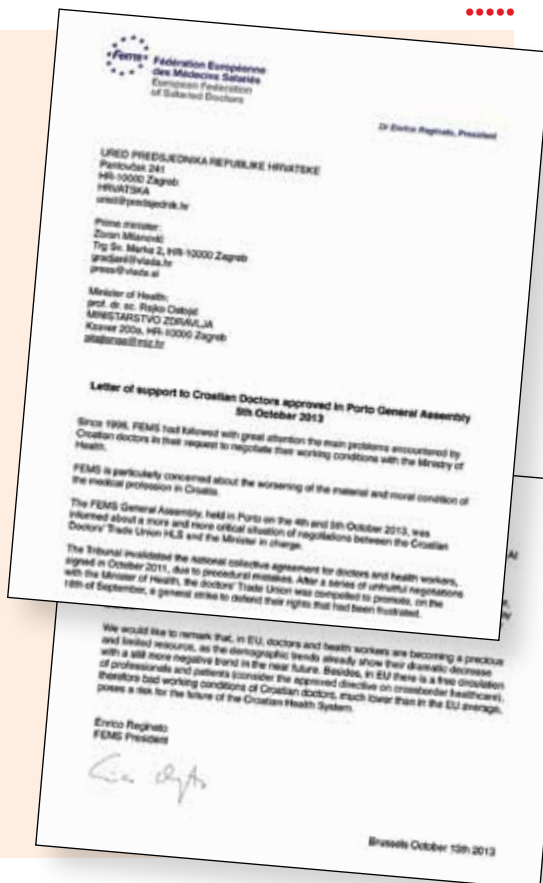 Fems
Fédération Européenne
des Médecins Salariés
European Federation
of Salaried Doctors
Dr Enrico Reginato, President
URED PREDSJEDNIKA REPUBLIKE HRVATSKE
Pantovčak 241
HR-10000 Zagreb
HRVATSKA
ured@predsjednik.hr
Prime minister:
Zoran Milanović
Trg Sv. Marka 2, HR-10000 Zagreb
gradjani@vlada.hr
Minister of Health:
prof. dr. sc. Rajko Ostojić
MINISTARSTVO ZDRAVLJA
Ksaver 200a, HR-10000 Zagreb
Letter of support to Croatian Doctors approved in Porto General Assembly
5th October 2013
Since 1996, FEMS had followed with great attention the main problems encountered by
Croatian doctors in their request to negotiate their working conditions with the Ministry of
Health.
FEMS is particularly concerned about the worsening of the material and moral condition of
the medical profession in Croatia.
The FEMS General Assembly, held in Porto on the 4th and 5th October 2013, was
informed about a more and more critical situation of negotiations between the Croatian
Doctors' Trade Union HLS and the Minister in charge.
The Tribunal invalidated the national collective agreement for doctors and health workers,
signed in October 2011, due to procedural mistakes. After a series of unfruitful negotiations
with the Minister of Health, the doctors' Trade Union was compelled to promote, on the
18th of September, a general strike to defend their rights that had been frustrated.
We would like to remark that, in EU, doctors and health workers are becoming a precious
and limited resource, as the demographic trends already show their dramatic decrease
with a still more negative trend in the near future. Besides, in EU there is a free circulation
of professionals and patients (consider the approved directive on crossborder healthcare),
therefore bad working conditions of Croatian doctors, much lower than in the EU average,
poses a risk for the future of the Croatian Health System.
Enrico Reginato
FEMS President
Brussels October 13th 2013